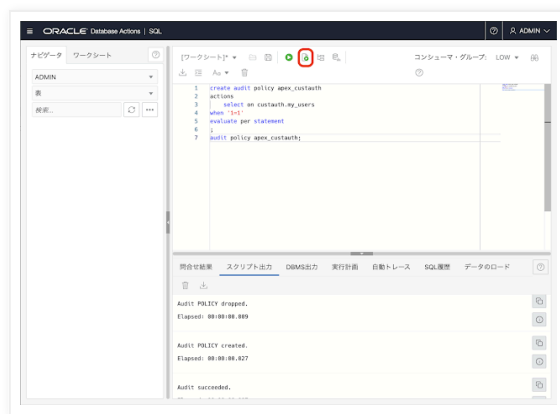 ORACLE Database Actions | SQL
ADMIN
ナビゲータ ワークシート
ADMIN
表
検索...
[ワークシート]*
コンシューマ・グループ: LOW
Aa
1 create audit policy apex_custauth
2 actions
3 select on custauth.my_users
4 when '1=1'
5 evaluate per statement
6 ;
7 audit policy apex_custauth;
問合せ結果 スクリプト出力 DBMS出力 実行計画 自動トレース SQL履歴 データのロード
Audit POLICY dropped.
Elapsed: 00:00:00.009
Audit POLICY created.
Elapsed: 00:00:00.027
Audit succeeded.